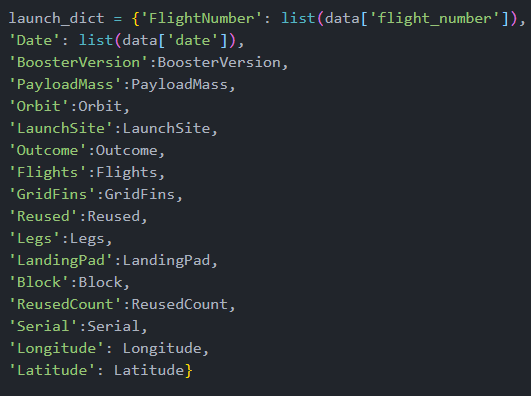 launch_dict = {'FlightNumber': list(data['flight_number']),
'Date': list(data['date']),
'BoosterVersion':BoosterVersion,
'PayloadMass':PayloadMass,
'Orbit':Orbit,
'LaunchSite':LaunchSite,
'Outcome':Outcome,
'Flights':Flights,
'GridFins':GridFins,
'Reused':Reused,
'Legs':Legs,
'LandingPad':LandingPad,
'Block':Block,
'ReusedCount':ReusedCount,
'Serial':Serial,
'Longitude': Longitude,
'Latitude': Latitude}